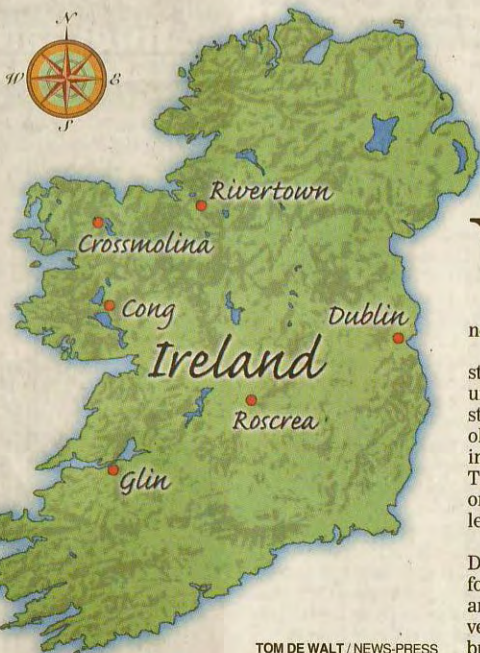 N
W
E
S
Rivertown
Crossmolina
Cong
Dublin
Ireland
Roscrea
Glin
TOM DE WALT / NEWS-PRESS